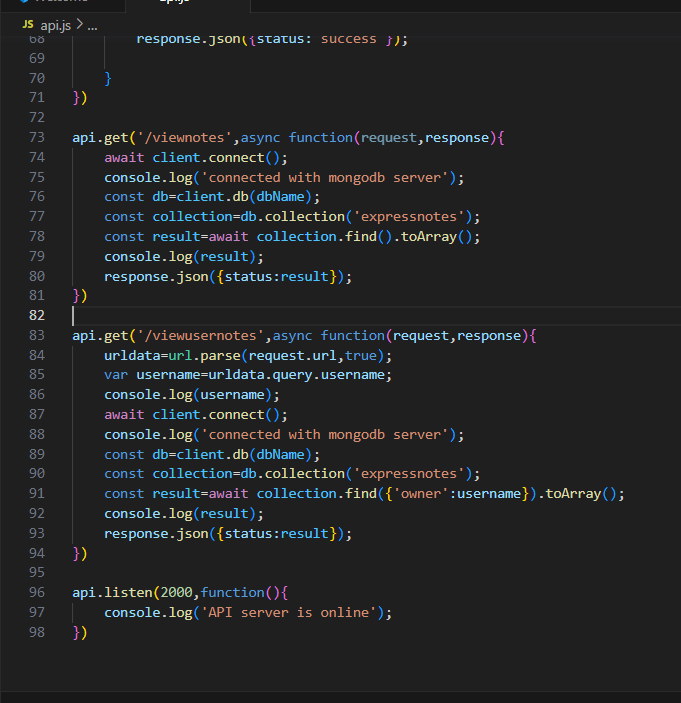 Welcome api.js
JS api.js > ...
68 response.json({status: success });
69
70 }
71 })
72
73 api.get('/viewnotes',async function(request,response){
74 await client.connect();
75 console.log('connected with mongodb server');
76 const db=client.db(dbName);
77 const collection=db.collection('expressnotes');
78 const result=await collection.find().toArray();
79 console.log(result);
80 response.json({status:result});
81 })
82
83 api.get('/viewusernotes',async function(request,response){
84 urldata=url.parse(request.url,true);
85 var username=urldata.query.username;
86 console.log(username);
87 await client.connect();
88 console.log('connected with mongodb server');
89 const db=client.db(dbName);
90 const collection=db.collection('expressnotes');
91 const result=await collection.find({'owner':username}).toArray();
92 console.log(result);
93 response.json({status:result});
94 })
95
96 api.listen(2000,function(){
97 console.log('API server is online');
98 })